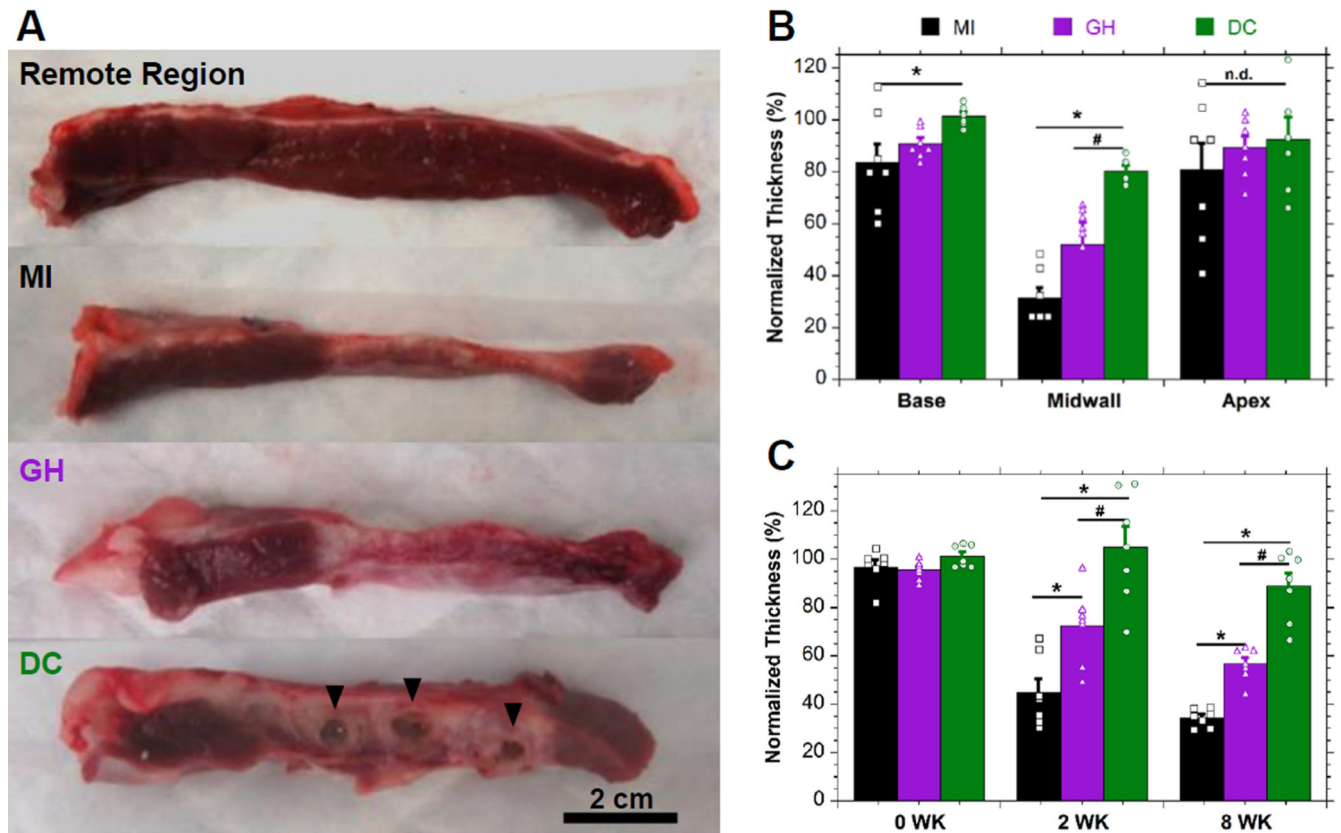 A
Remote Region
MI
GH
DC
2 cm
B
MI GH DC
Normalized Thickness (%)
120
100
80
60
40
20
0
*
*
#
n.d.
Base Midwall Apex
C
Normalized Thickness (%)
120
100
80
60
40
20
0
*
#
*
*
#
*
0 WK 2 WK 8 WK